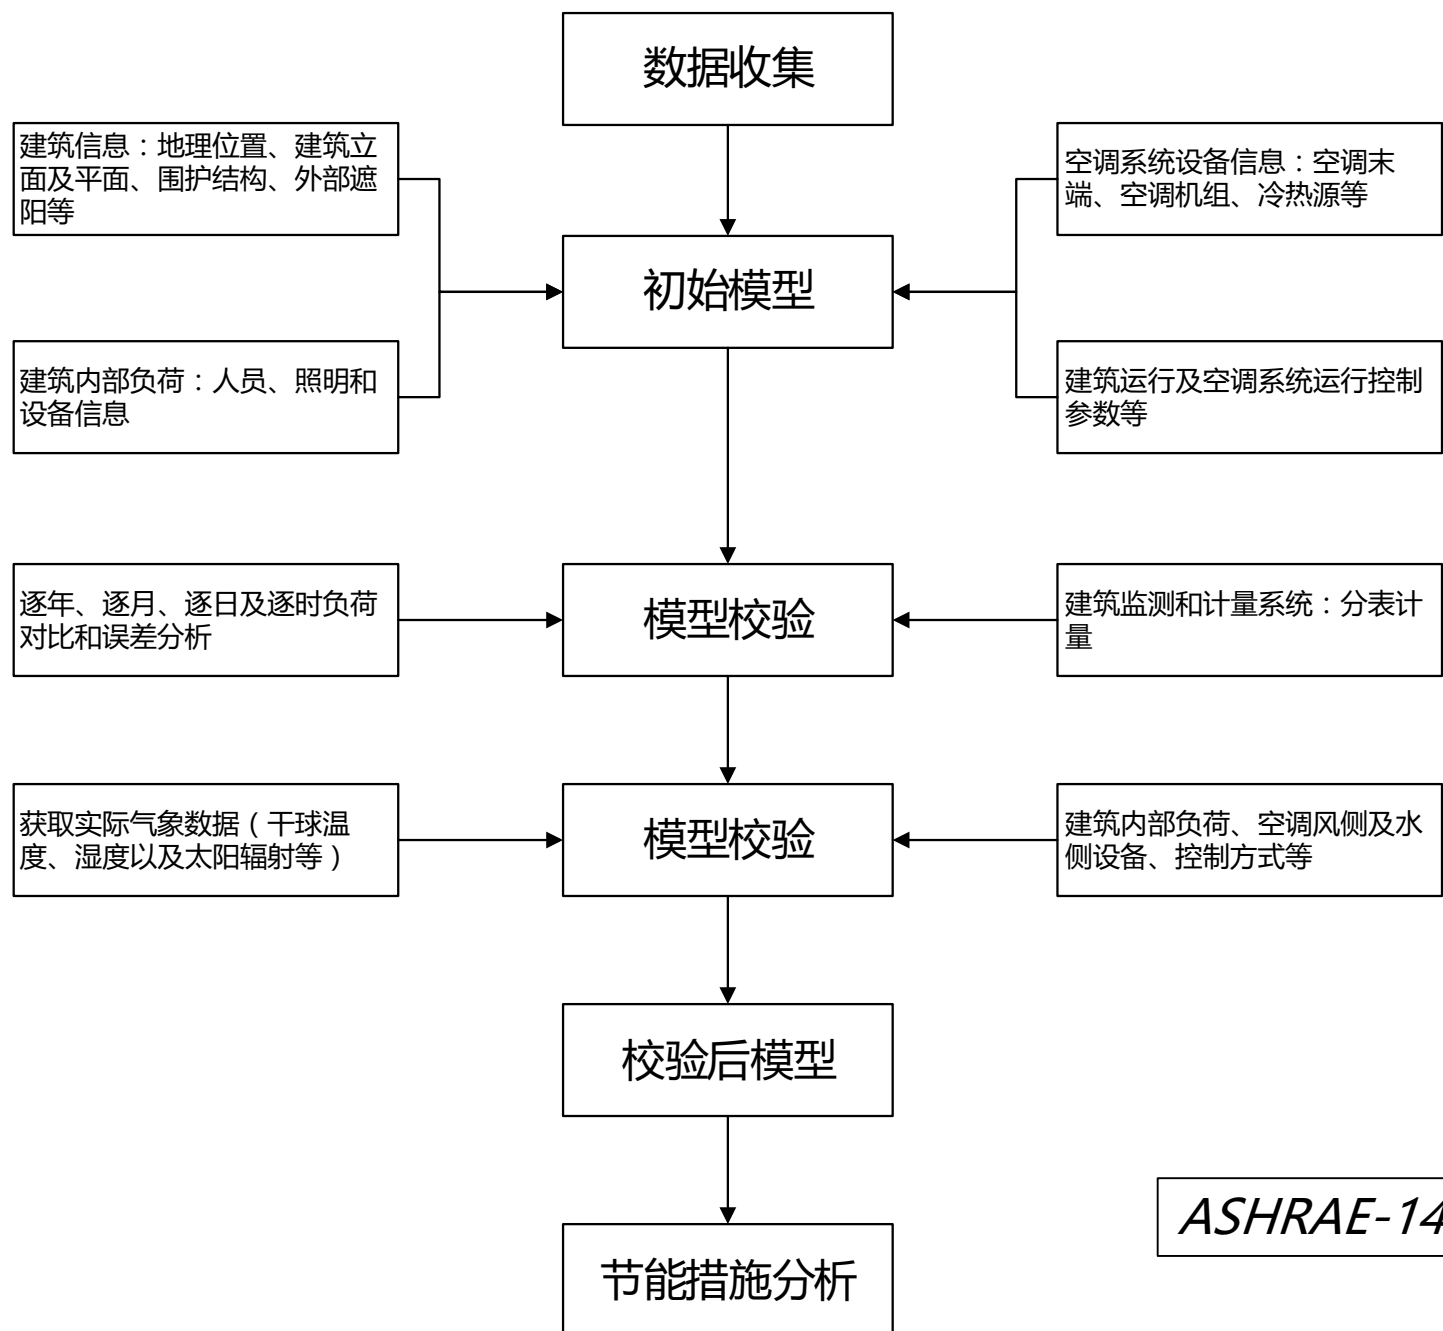 数据收集
建筑信息：地理位置、建筑立
面及平面、围护结构、外部遮
阳等
空调系统设备信息：空调末
端、空调机组、冷热源等
初始模型
建筑内部负荷：人员、照明和
设备信息
建筑运行及空调系统运行控制
参数等
逐年、逐月、逐日及逐时负荷
对比和误差分析
模型校验
建筑监测和计量系统：分表计
量
获取实际气象数据（干球温
度、湿度以及太阳辐射等）
模型校验
建筑内部负荷、空调风侧及水
侧设备、控制方式等
校验后模型
ASHRAE-14
节能措施分析